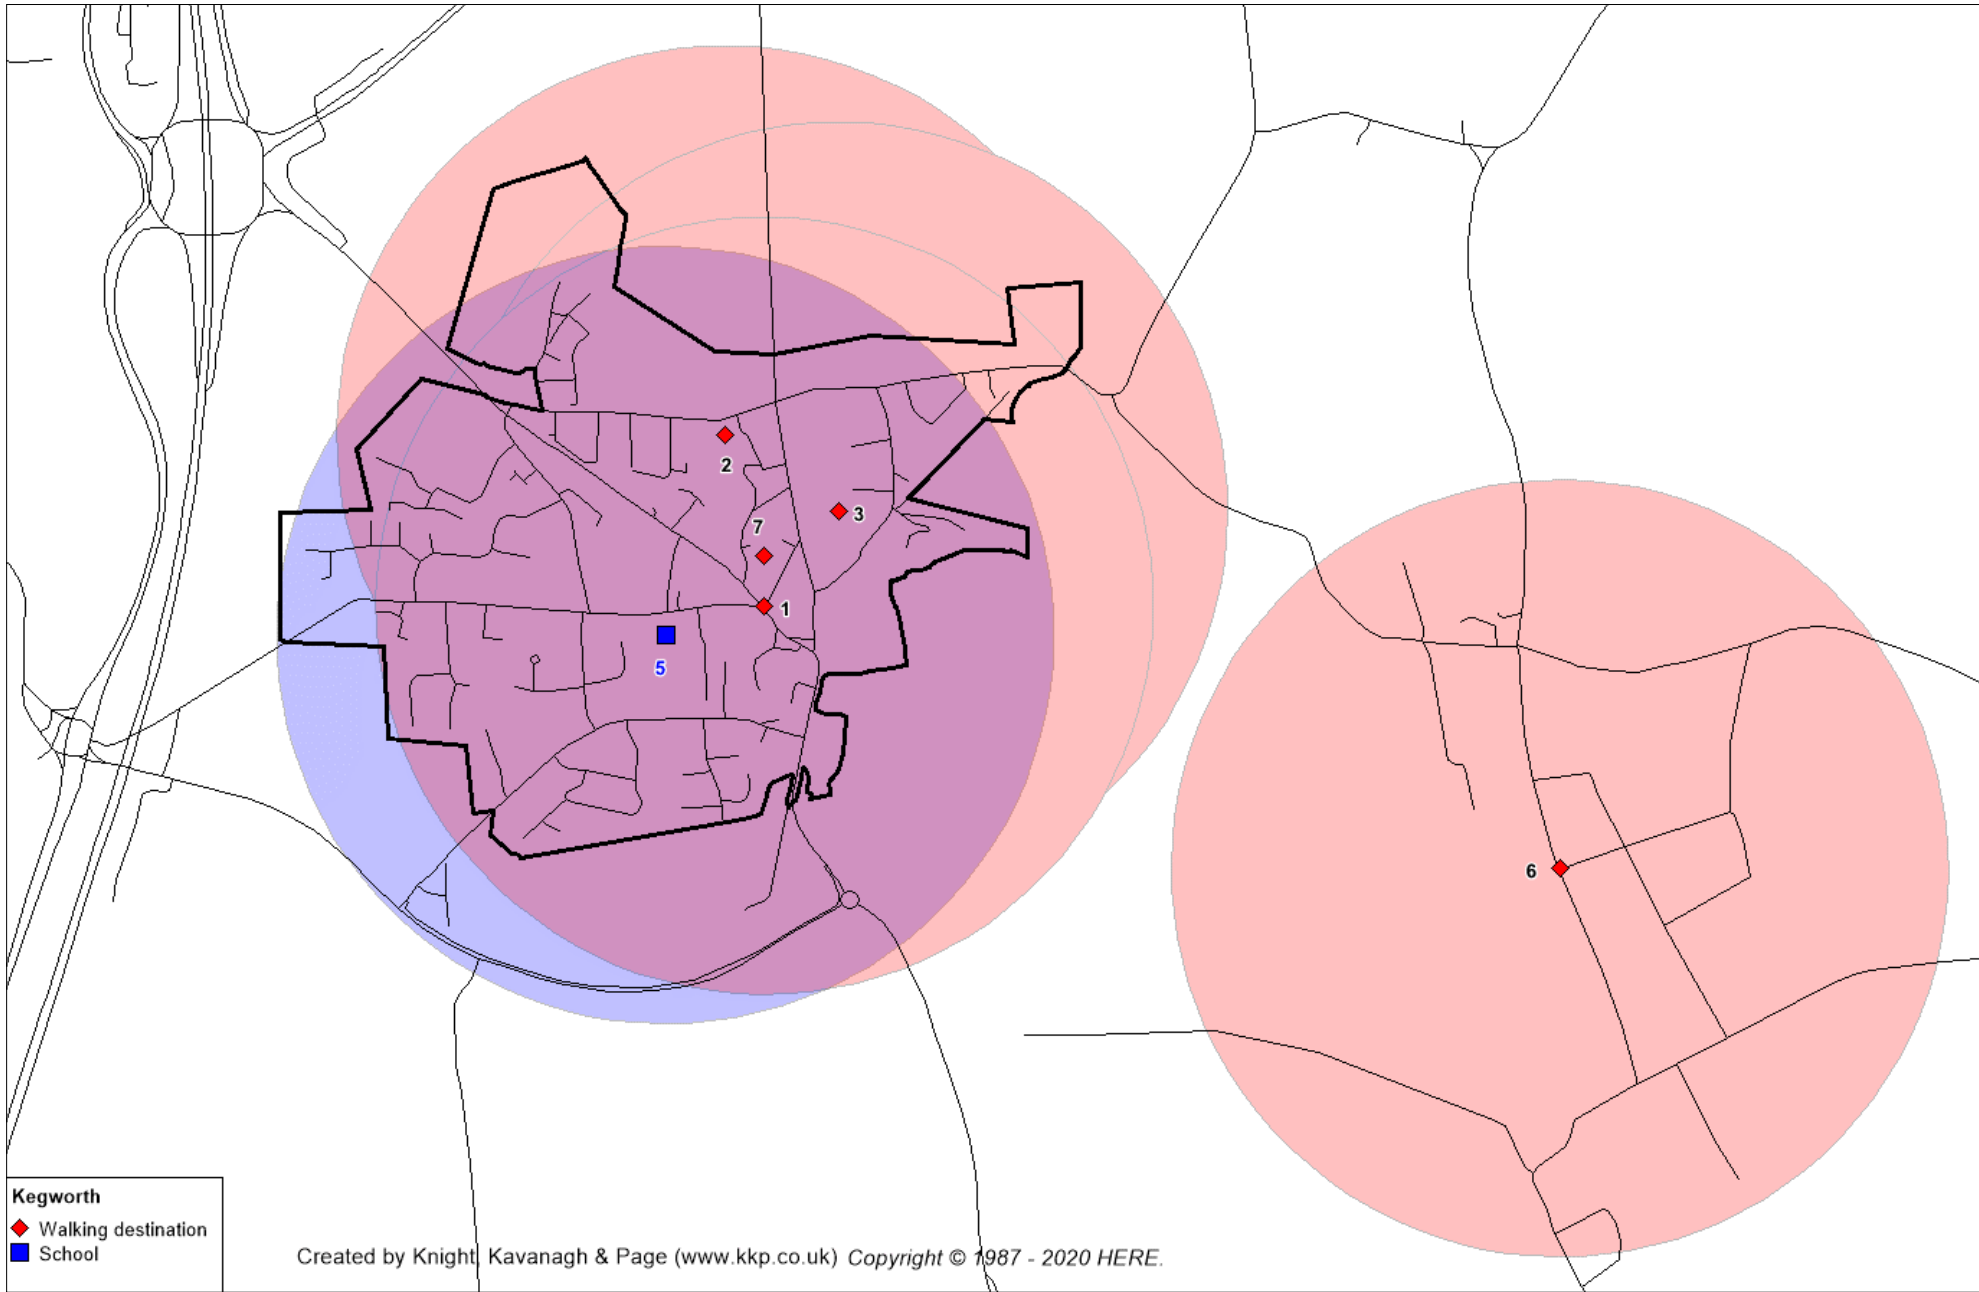 2
3
7
1
5
6
Kegworth
Walking destination
School
Created by Knight, Kavanagh & Page (www.kkp.co.uk) Copyright © 1987 - 2020 HERE.